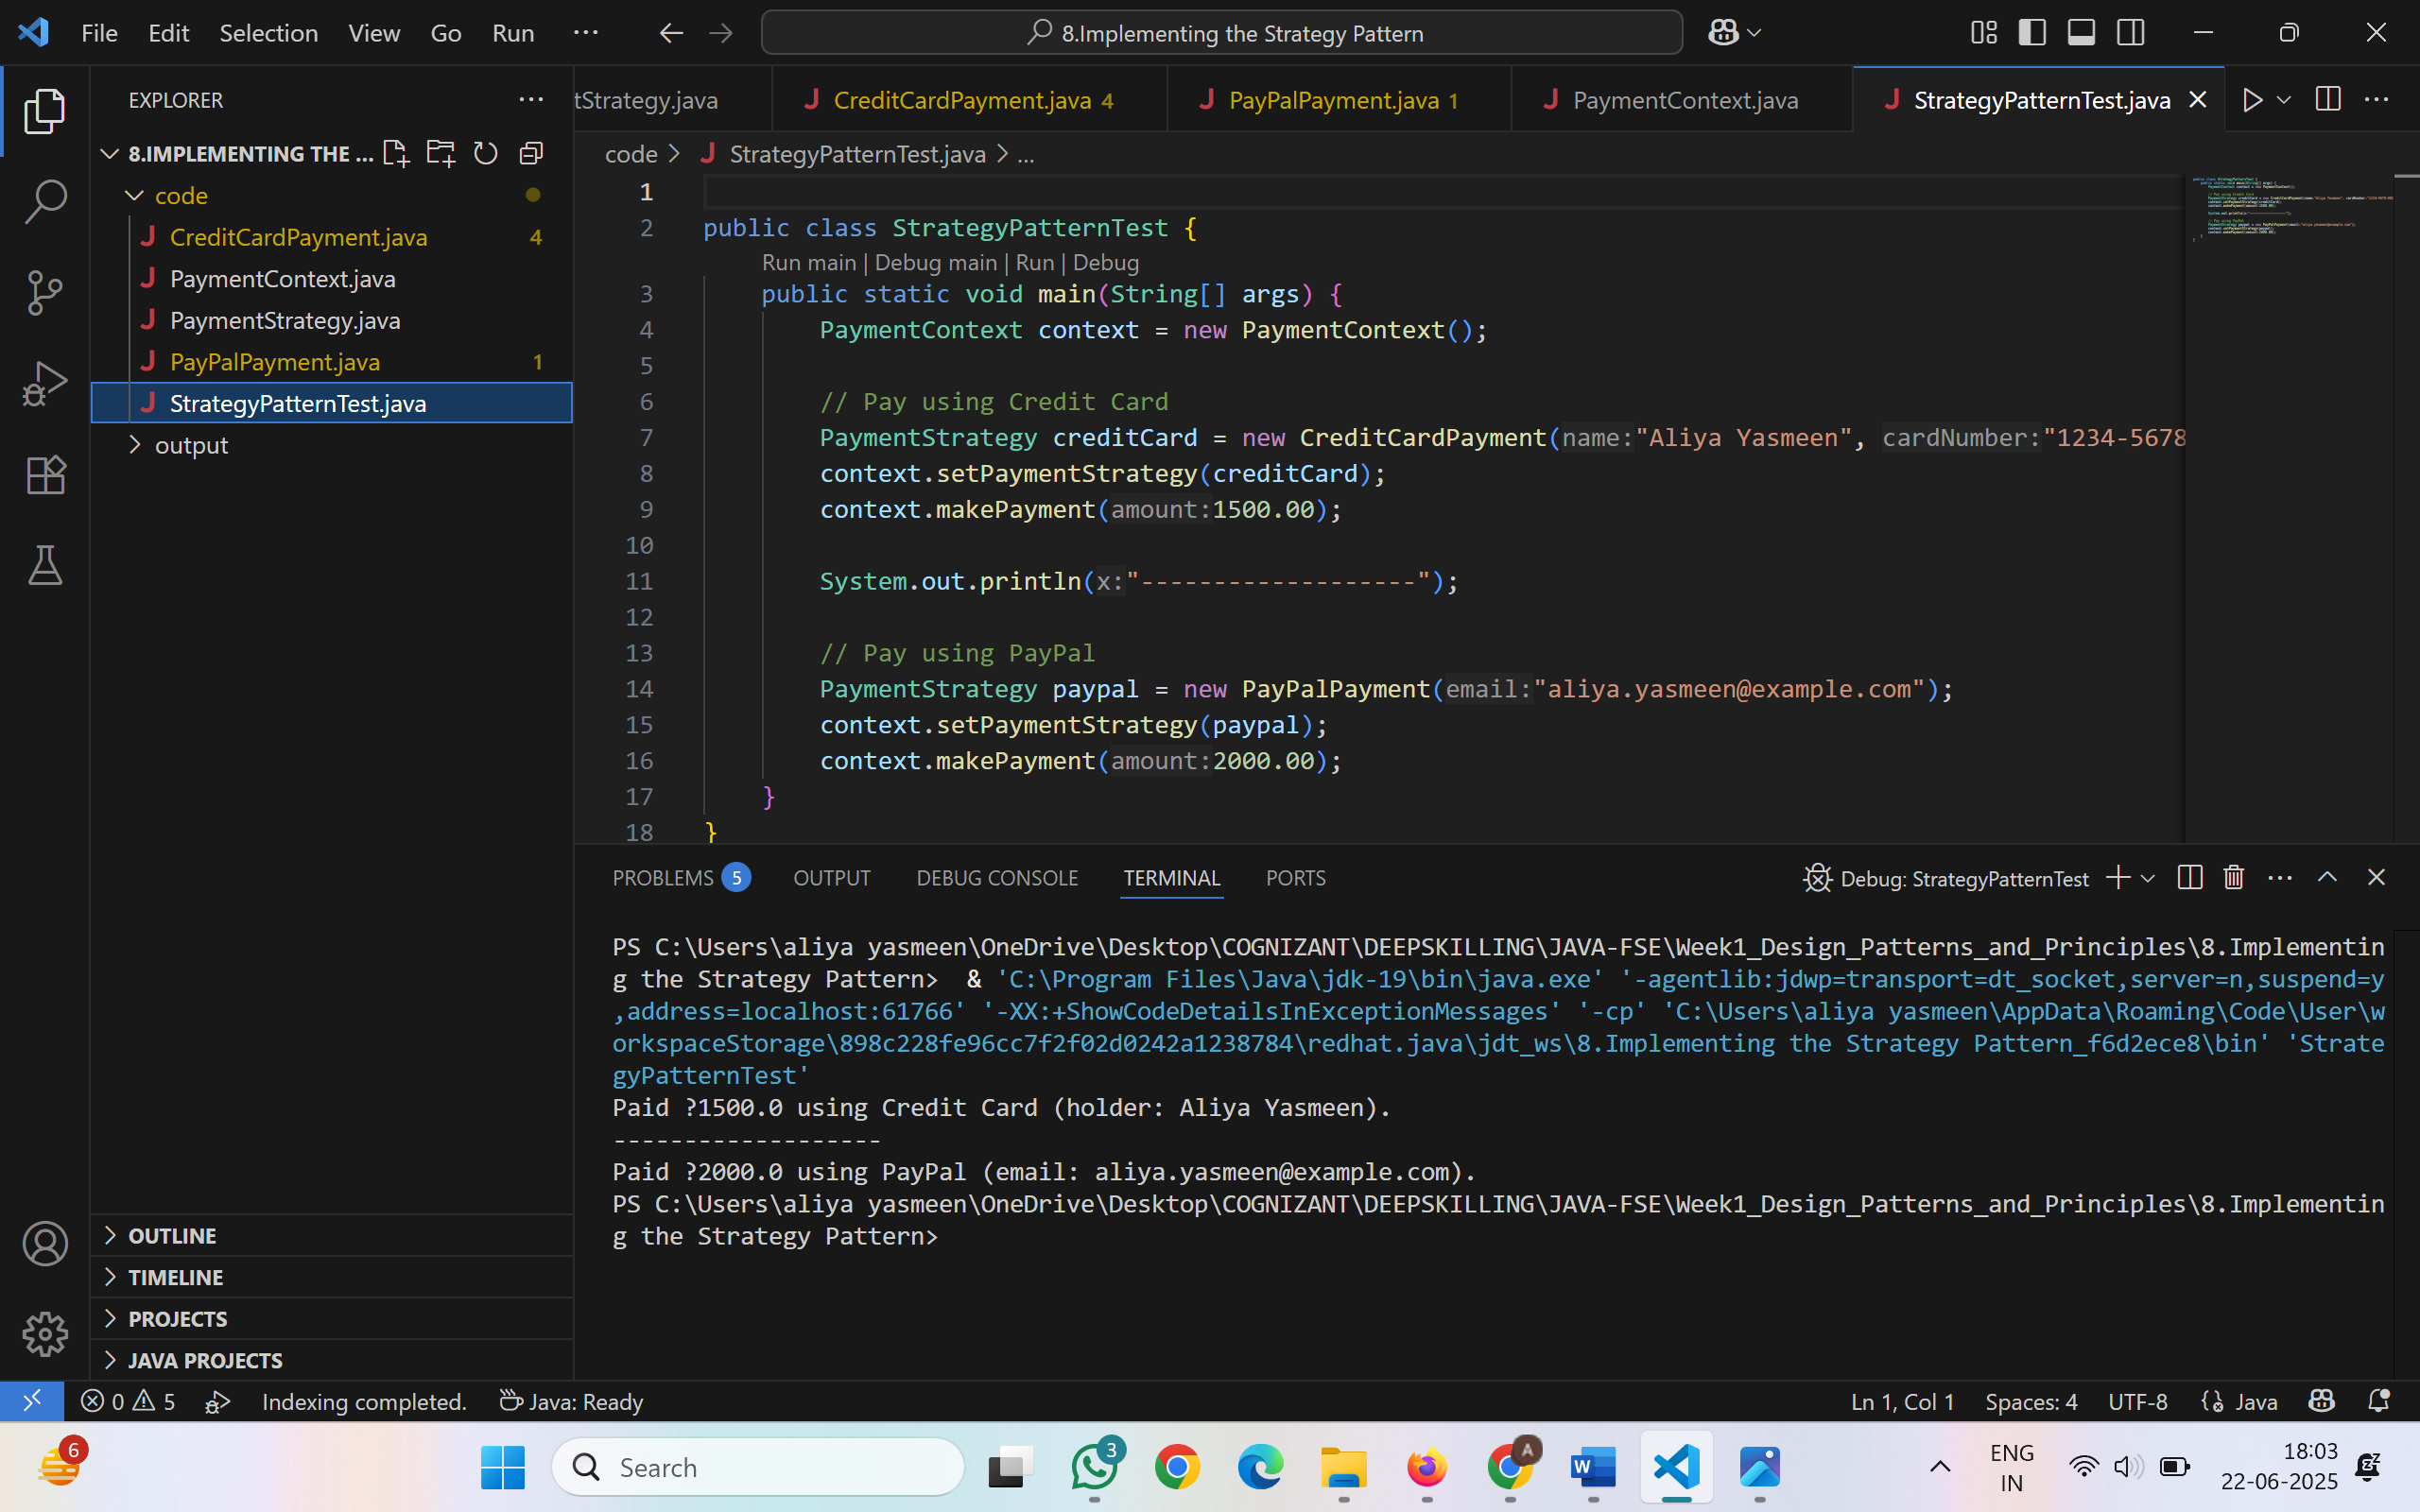 File Edit Selection View Go Run ···
8.Implementing the Strategy Pattern
EXPLORER
8.IMPLEMENTING THE ...
code
CreditCardPayment.java 4
PaymentContext.java
PaymentStrategy.java
PayPalPayment.java 1
StrategyPatternTest.java
output
OUTLINE
TIMELINE
PROJECTS
JAVA PROJECTS
tStrategy.java CreditCardPayment.java 4 PayPalPayment.java 1 PaymentContext.java StrategyPatternTest.java
code > StrategyPatternTest.java > ...
1
2 public class StrategyPatternTest {
Run main | Debug main | Run | Debug
3 public static void main(String[] args) {
4 PaymentContext context = new PaymentContext();
5
6 // Pay using Credit Card
7 PaymentStrategy creditCard = new CreditCardPayment(name:"Aliya Yasmeen", cardNumber:"1234-5678
8 context.setPaymentStrategy(creditCard);
9 context.makePayment(amount:1500.00);
10
11 System.out.println(x:"-------------------");
12
13 // Pay using PayPal
14 PaymentStrategy paypal = new PayPalPayment(email:"aliya.yasmeen@example.com");
15 context.setPaymentStrategy(paypal);
16 context.makePayment(amount:2000.00);
17 }
18 }
PROBLEMS 5 OUTPUT DEBUG CONSOLE TERMINAL PORTS Debug: StrategyPatternTest
PS C:\Users\aliya yasmeen\OneDrive\Desktop\COGNIZANT\DEEPSKILLING\JAVA-FSE\Week1_Design_Patterns_and_Principles\8.Implementin
g the Strategy Pattern>  & 'C:\Program Files\Java\jdk-19\bin\java.exe' '-agentlib:jdwp=transport=dt_socket,server=n,suspend=y
,address=localhost:61766' '-XX:+ShowCodeDetailsInExceptionMessages' '-cp' 'C:\Users\aliya yasmeen\AppData\Roaming\Code\User\w
orkspaceStorage\898c228fe96cc7f2f02d0242a1238784\redhat.java\jdt_ws\8.Implementing the Strategy Pattern_f6d2ece8\bin' 'Strate
gyPatternTest'
Paid ?1500.0 using Credit Card (holder: Aliya Yasmeen).
-------------------
Paid ?2000.0 using PayPal (email: aliya.yasmeen@example.com).
PS C:\Users\aliya yasmeen\OneDrive\Desktop\COGNIZANT\DEEPSKILLING\JAVA-FSE\Week1_Design_Patterns_and_Principles\8.Implementin
g the Strategy Pattern>
0 5 Indexing completed. Java: Ready Ln 1, Col 1 Spaces: 4 UTF-8 Java
6 Search 3 A W ENG 18:03
IN 22-06-2025